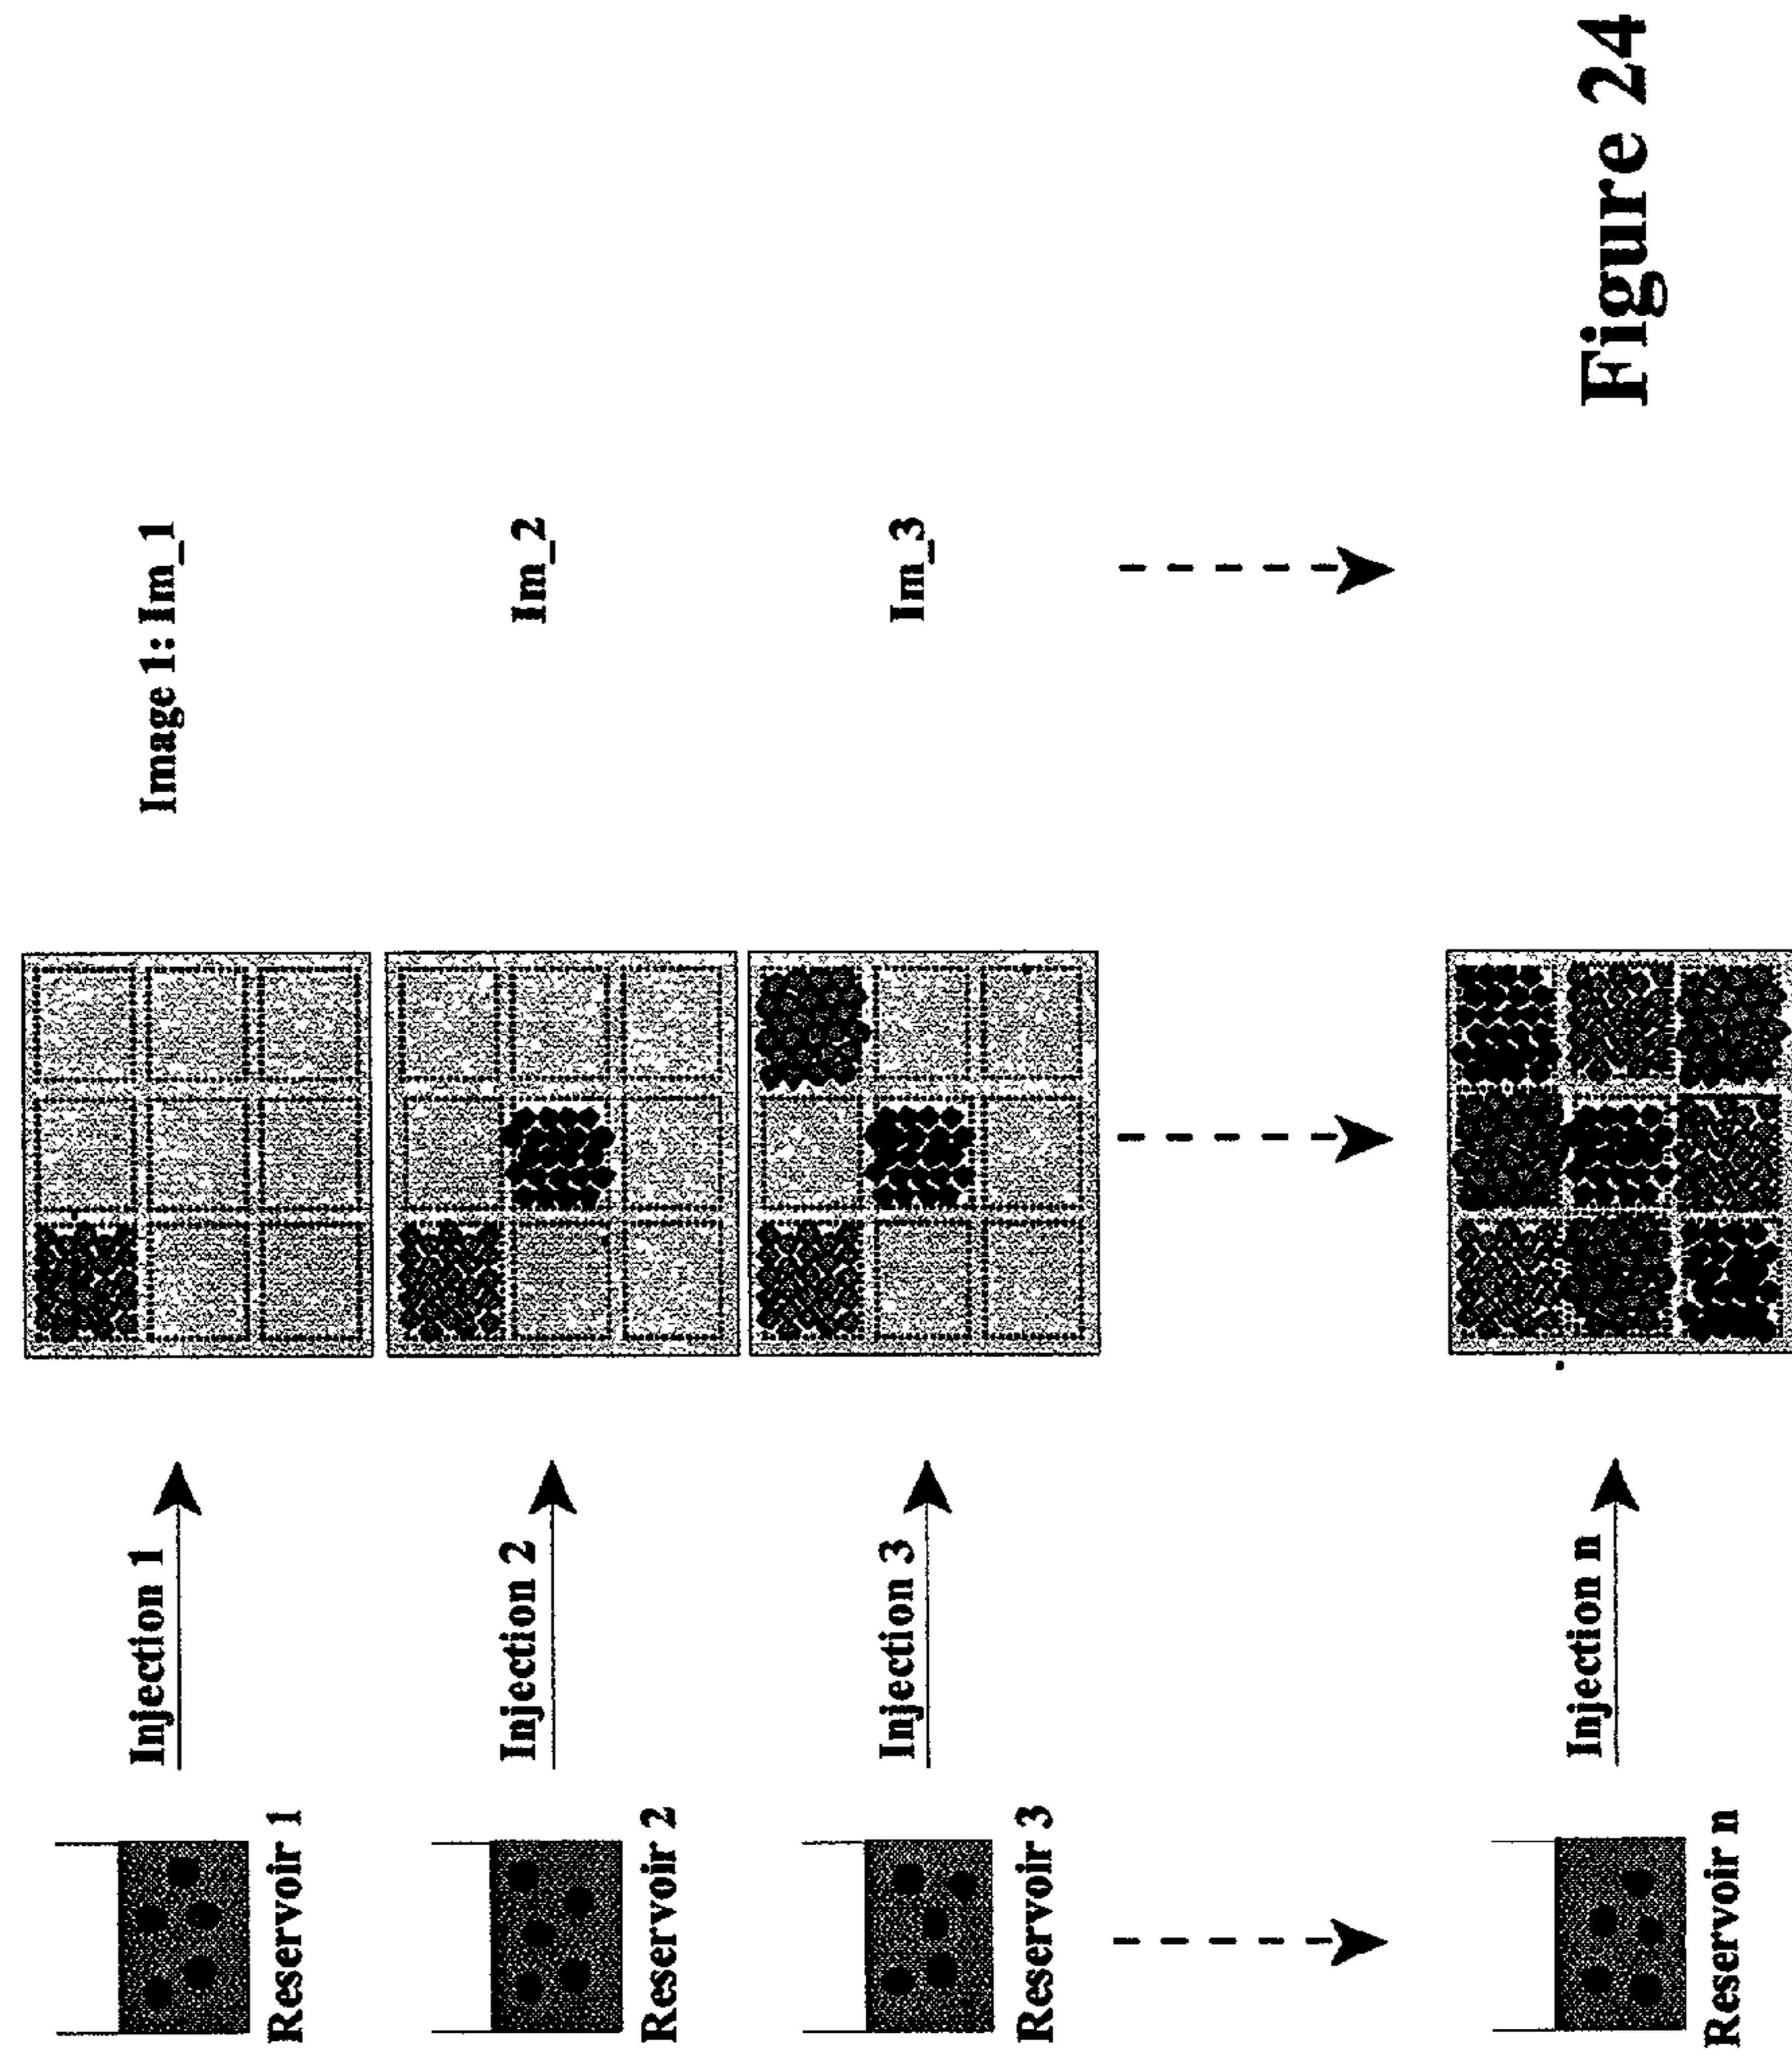 Reservoir 1
Injection 1
Image 1: Im_1
Reservoir 2
Injection 2
Im_2
Reservoir 3
Injection 3
Im_3
Reservoir n
Injection n
Figure 24